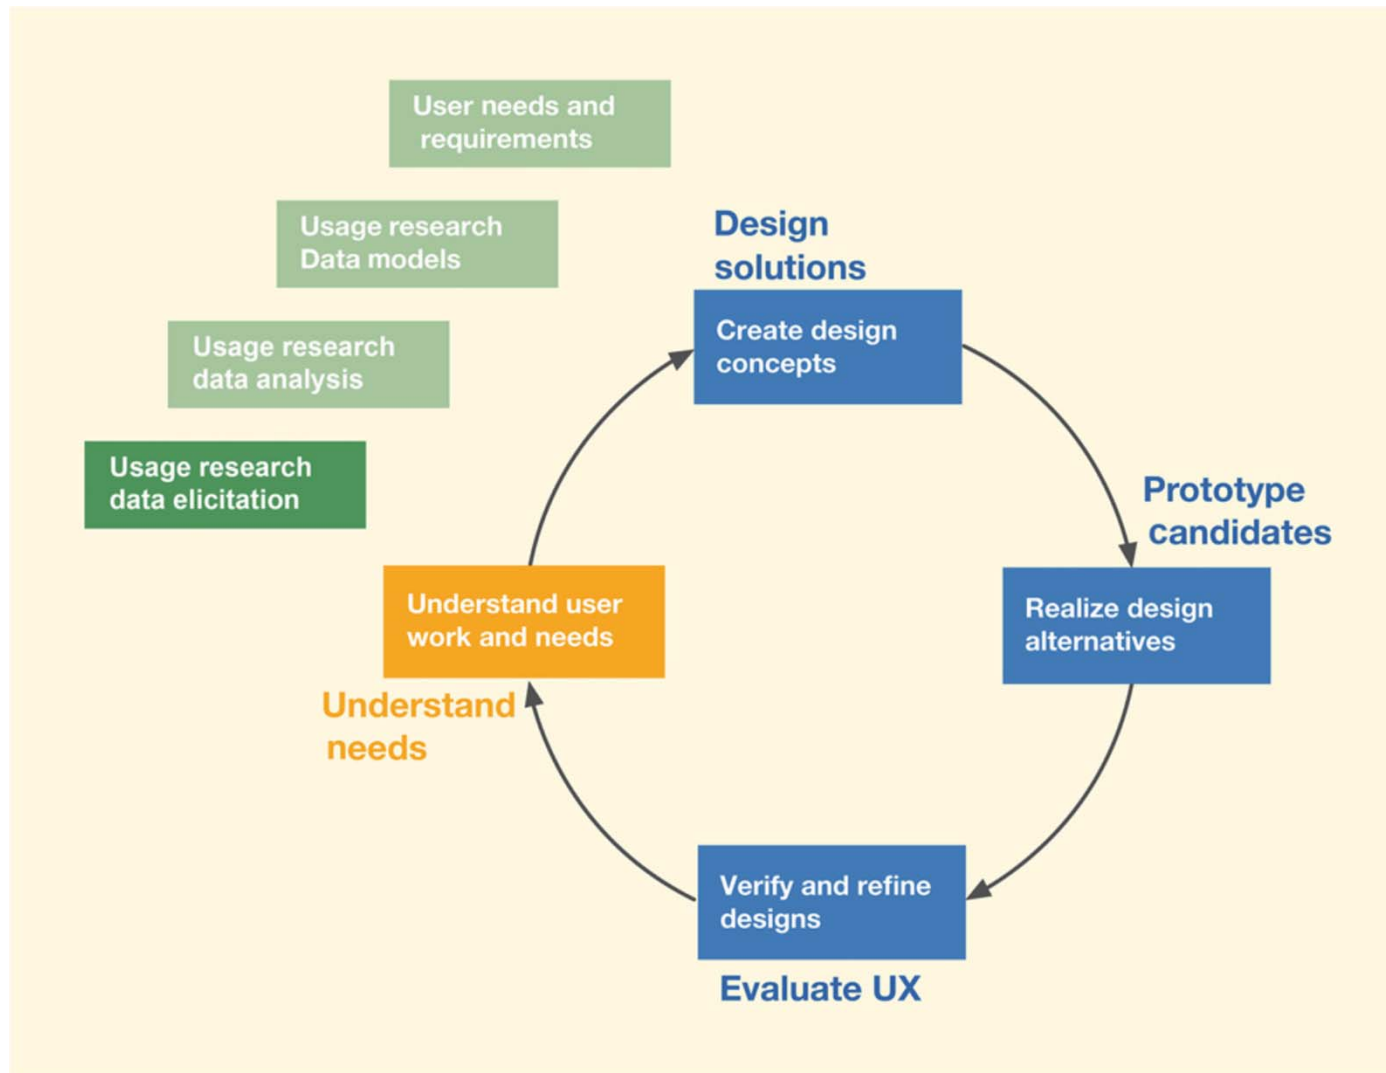 User needs and
requirements
Usage research
Data models
Usage research
data analysis
Usage research
data elicitation
Design
solutions
Create design
concepts
Prototype
candidates
Realize design
alternatives
Understand user
work and needs
Understand
needs
Verify and refine
designs
Evaluate UX